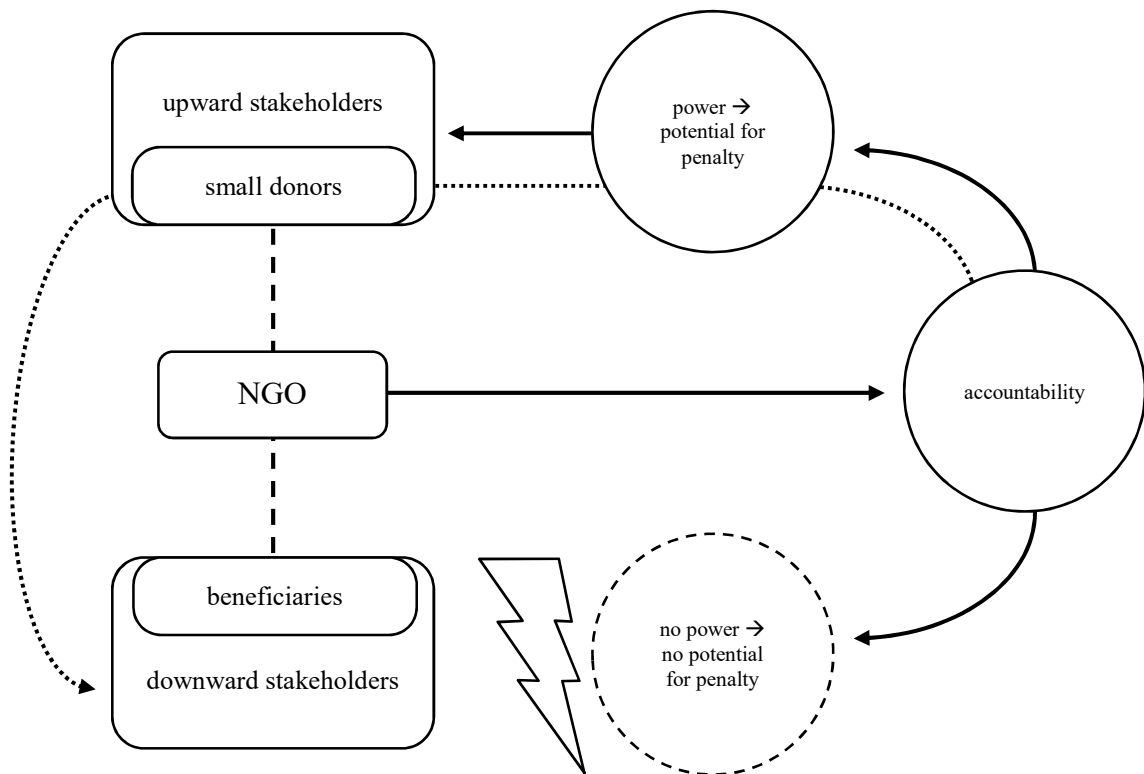 upward stakeholders
small donors
power →
potential for
penalty
NGO
accountability
beneficiaries
downward stakeholders
no power →
no potential
for penalty